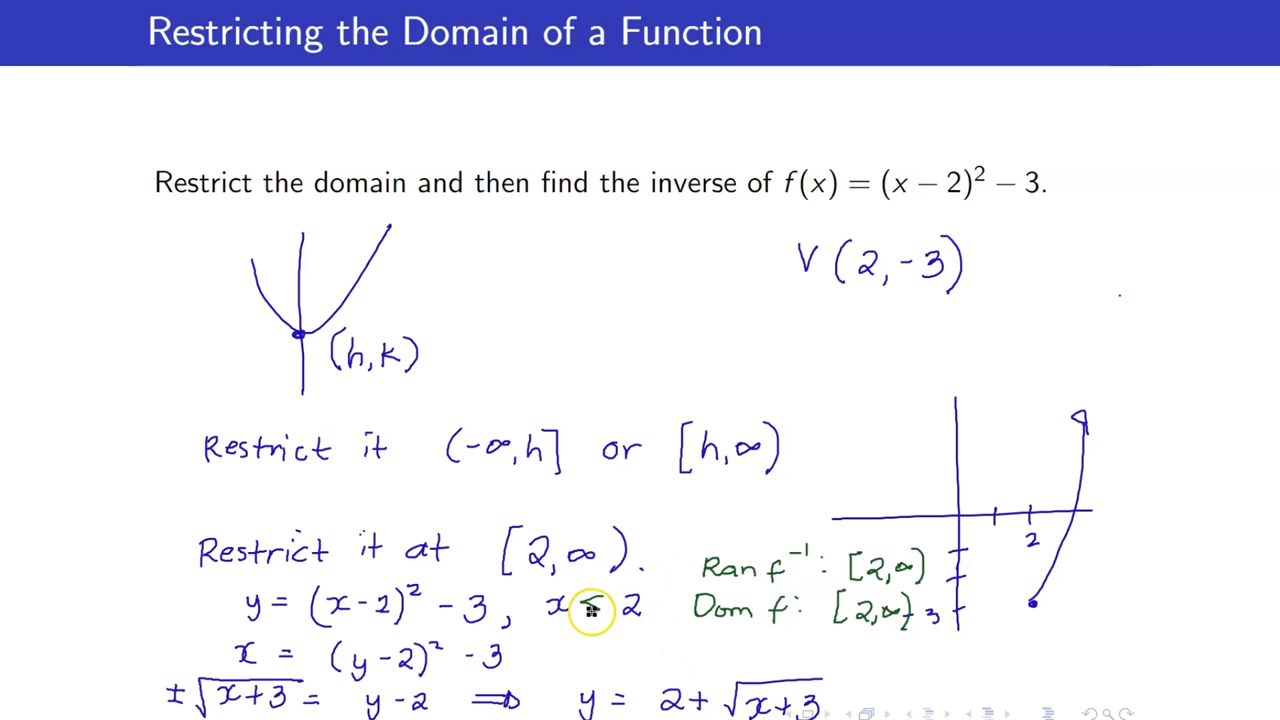 Restricting the Domain of a Function
Restrict the domain and then find the inverse of f(x) = (x − 2)² − 3.
V (2, -3)
(h, k)
Restrict it (-∞, h] or [h, ∞)
Restrict it at [2, ∞).
2
Ran f⁻¹: [2, ∞)
y = (x-2)² - 3, x ≤ 2
Dom f: [2, ∞)
-3
x = (y-2)² - 3
±√x+3 = y-2 ⟹ y = 2+ √x+3